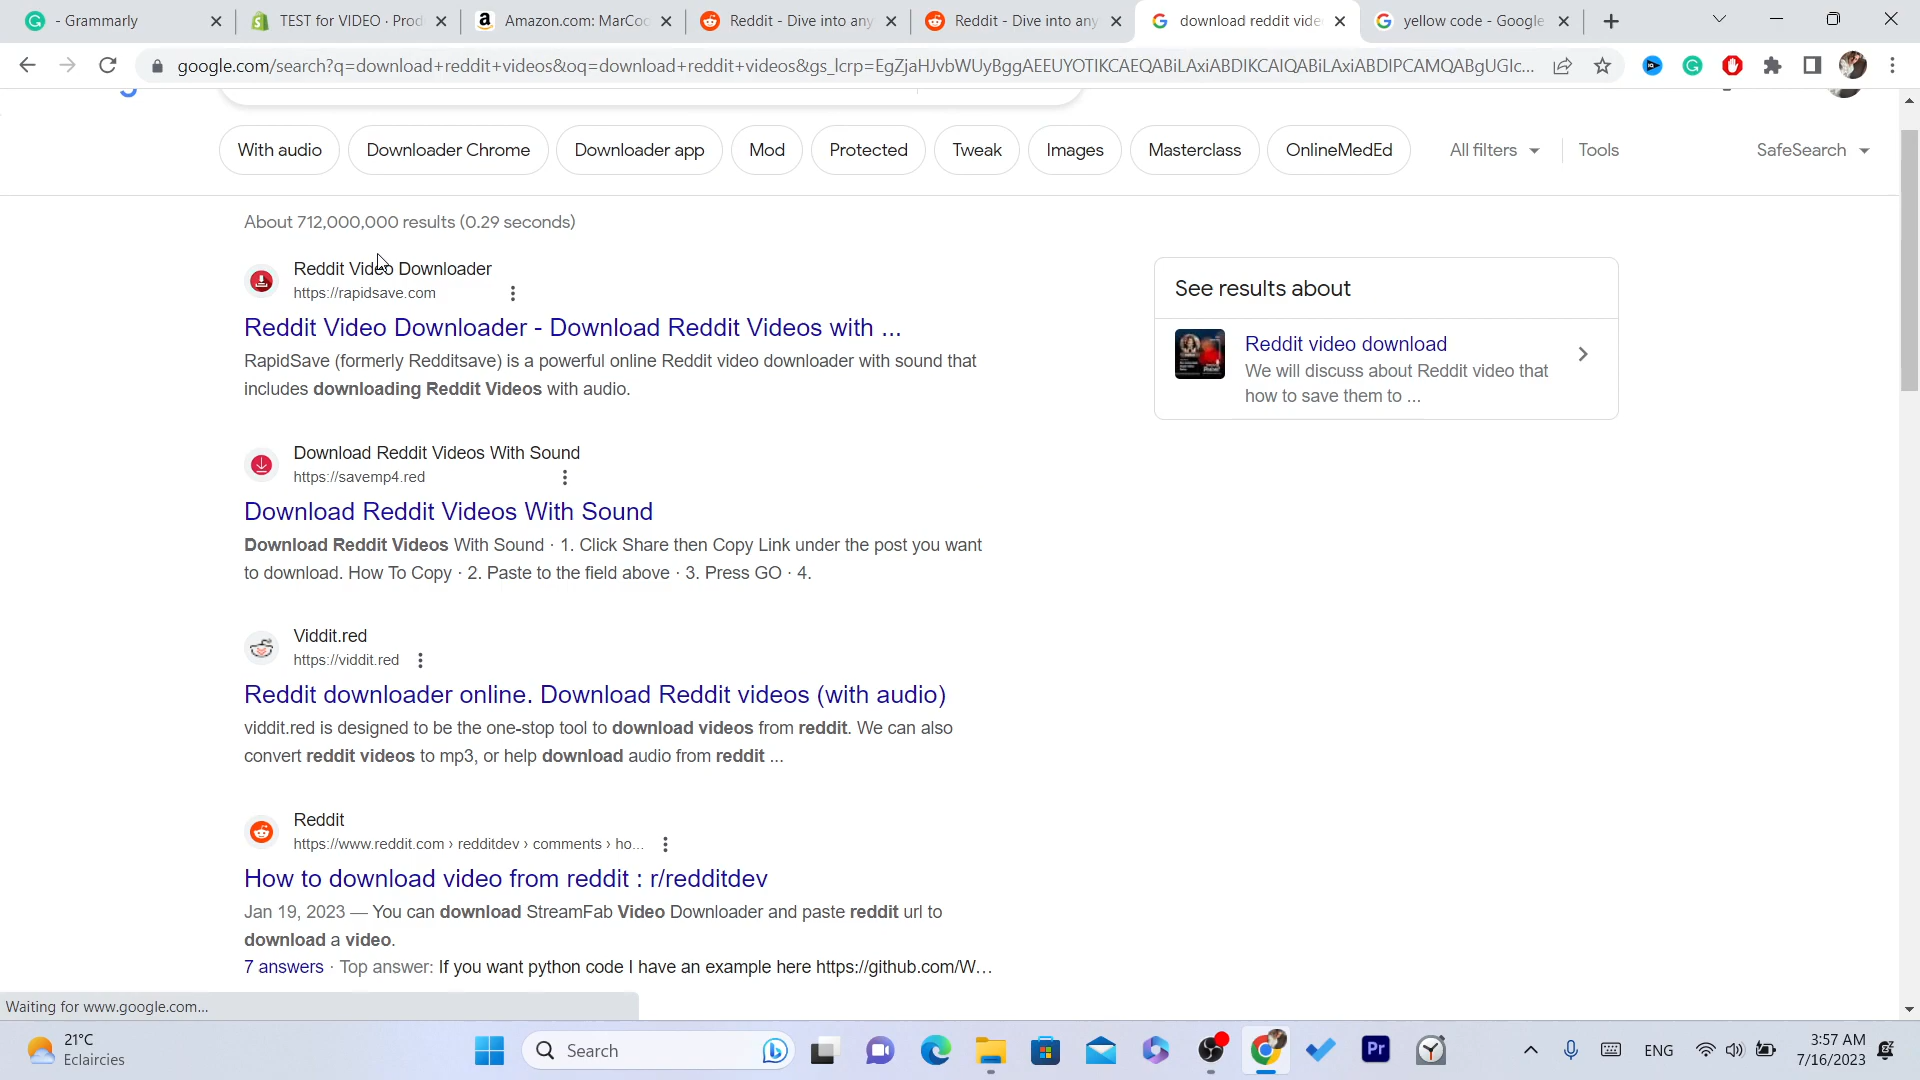 - Grammarly
TEST for VIDEO · Prod
Amazon.com: MarCo
Reddit - Dive into any
Reddit - Dive into any
download reddit vide
yellow code - Google
google.com/search?q=download+reddit+videos&oq=download+reddit+videos&gs_lcrp=EgZjaHJvbWUyBggAEEUYOTIKCAEQABiLAxiABDIKCAIQABiLAxiABDIPCAMQABgUGIc...
With audio
Downloader Chrome
Downloader app
Mod
Protected
Tweak
Images
Masterclass
OnlineMedEd
All filters
Tools
SafeSearch
About 712,000,000 results (0.29 seconds)
Reddit Video Downloader
https://rapidsave.com
Reddit Video Downloader - Download Reddit Videos with ...
RapidSave (formerly Redditsave) is a powerful online Reddit video downloader with sound that
includes downloading Reddit Videos with audio.
See results about
Reddit video download
We will discuss about Reddit video that
how to save them to ...
Download Reddit Videos With Sound
https://savemp4.red
Download Reddit Videos With Sound
Download Reddit Videos With Sound · 1. Click Share then Copy Link under the post you want
to download. How To Copy · 2. Paste to the field above · 3. Press GO · 4.
Viddit.red
https://viddit.red
Reddit downloader online. Download Reddit videos (with audio)
viddit.red is designed to be the one-stop tool to download videos from reddit. We can also
convert reddit videos to mp3, or help download audio from reddit ...
Reddit
https://www.reddit.com › redditdev › comments › ho...
How to download video from reddit : r/redditdev
Jan 19, 2023 — You can download StreamFab Video Downloader and paste reddit url to
download a video.
7 answers · Top answer: If you want python code I have an example here https://github.com/W...
Waiting for www.google.com...
21°C
Eclaircies
Search
Pr
ENG
3:57 AM
7/16/2023